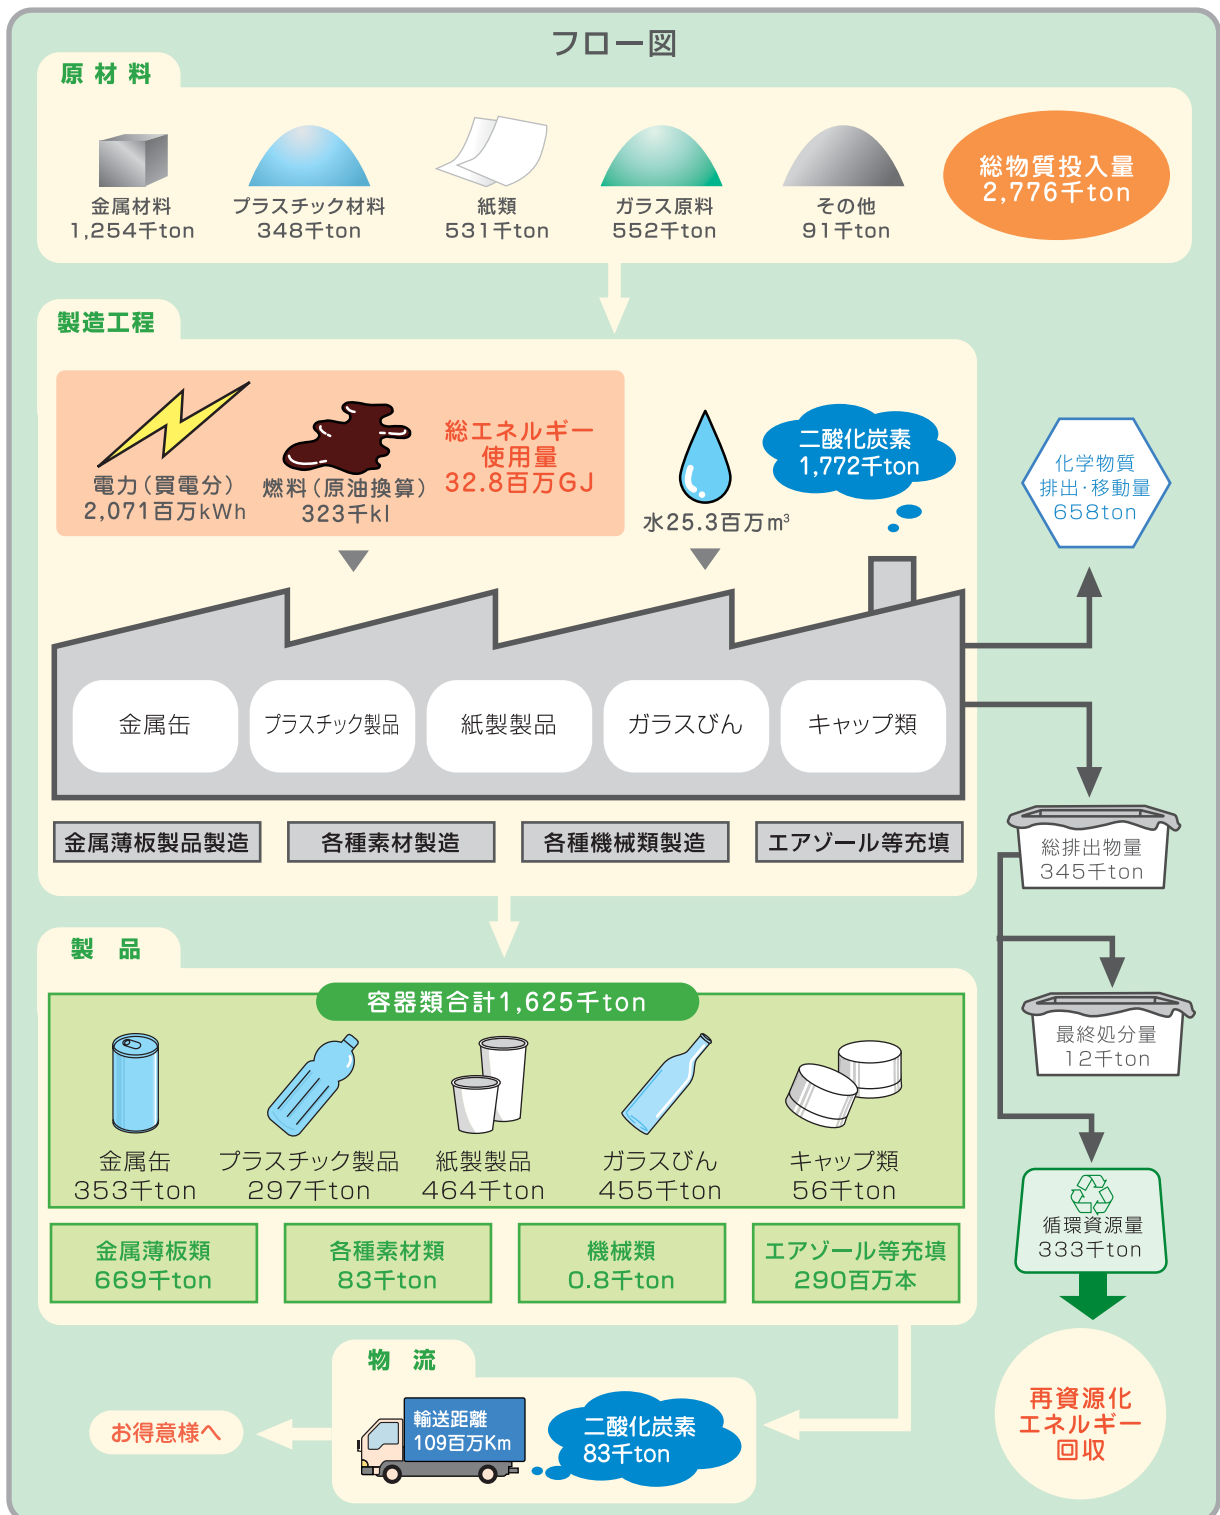 フロー図
原材料
金属材料
1,254千ton
プラスチック材料
348千ton
紙類
531千ton
ガラス原料
552千ton
その他
91千ton
総物質投入量
2,776千ton
製造工程
電力(買電分)
2,071百万kWh
燃料(原油換算)
323千kl
総エネルギー
使用量
32.8百万GJ
水25.3百万m³
二酸化炭素
1,772千ton
化学物質
排出・移動量
658ton
金属缶
プラスチック製品
紙製製品
ガラスびん
キャップ類
金属薄板製品製造
各種素材製造
各種機械類製造
エアゾール等充填
総排出物量
345千ton
最終処分量
12千ton
循環資源量
333千ton
再資源化
エネルギー
回収
製品
容器類合計1,625千ton
金属缶
353千ton
プラスチック製品
297千ton
紙製製品
464千ton
ガラスびん
455千ton
キャップ類
56千ton
金属薄板類
669千ton
各種素材類
83千ton
機械類
0.8千ton
エアゾール等充填
290百万本
物流
輸送距離
109百万Km
二酸化炭素
83千ton
お得意様へ